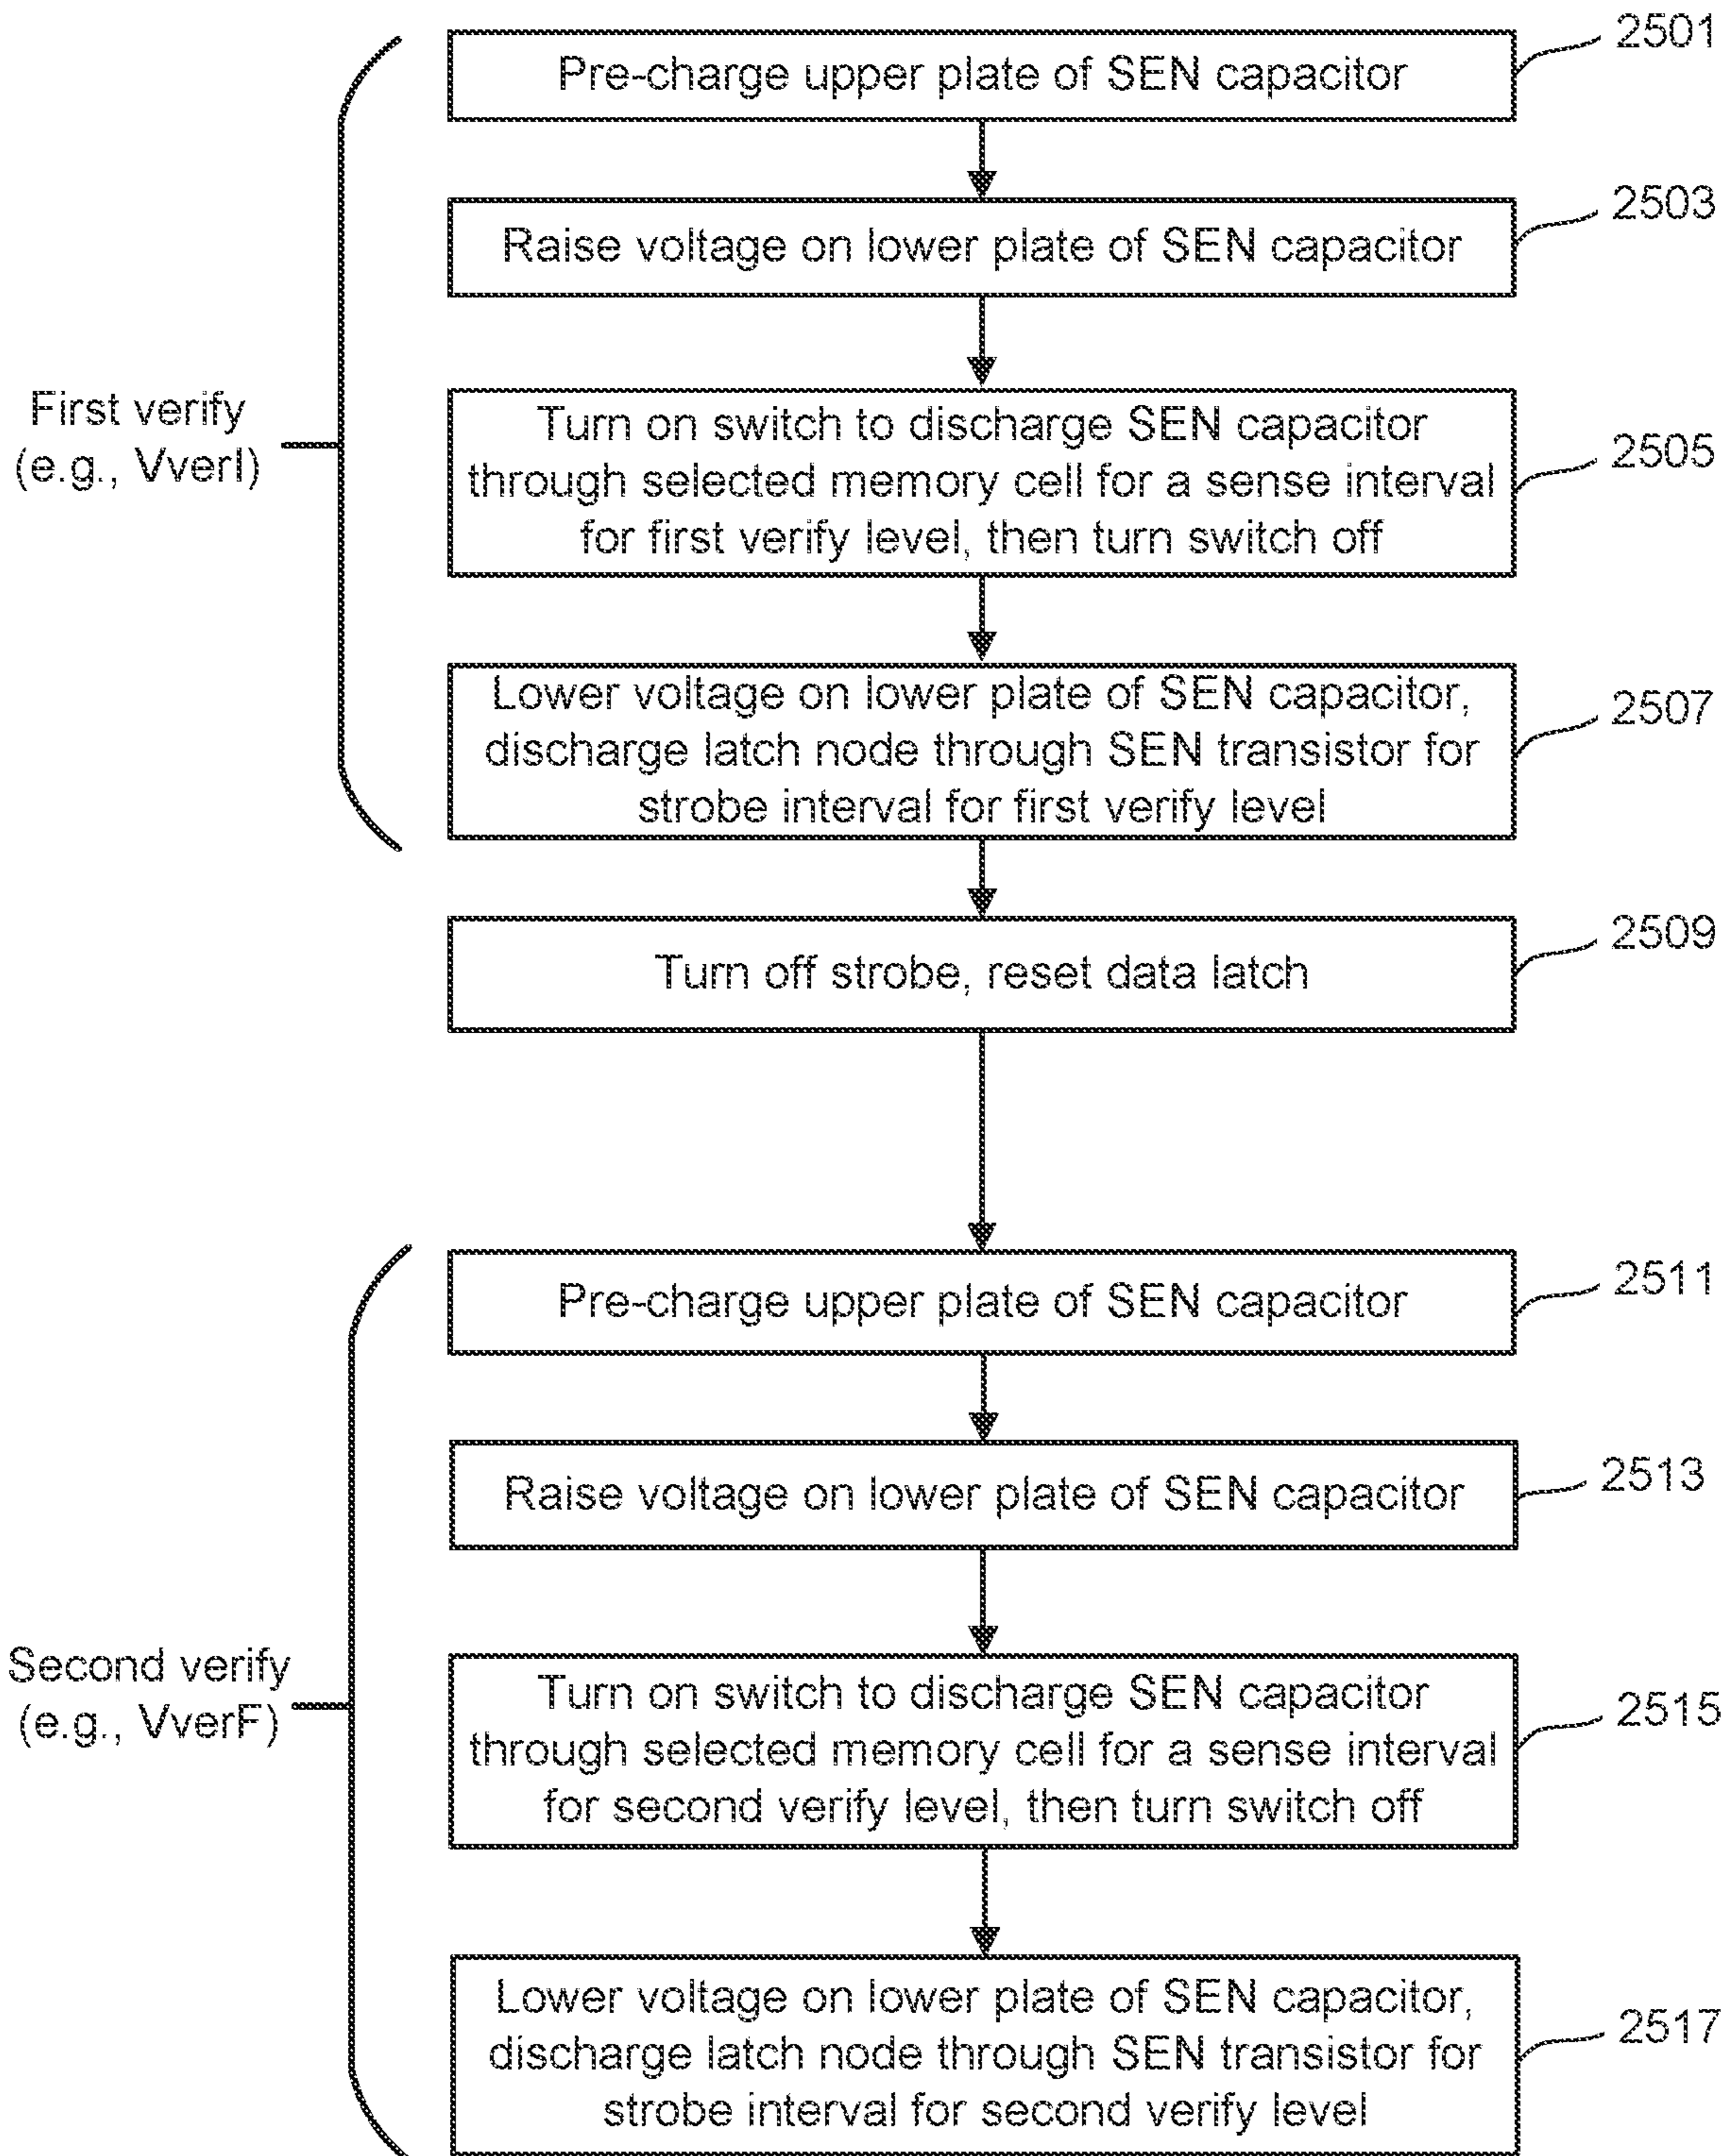 2501
Pre-charge upper plate of SEN capacitor
2503
Raise voltage on lower plate of SEN capacitor
First verify
(e.g., VverI)
Turn on switch to discharge SEN capacitor
through selected memory cell for a sense interval
for first verify level, then turn switch off
2505
Lower voltage on lower plate of SEN capacitor,
discharge latch node through SEN transistor for
strobe interval for first verify level
2507
2509
Turn off strobe, reset data latch
2511
Pre-charge upper plate of SEN capacitor
2513
Raise voltage on lower plate of SEN capacitor
Second verify
(e.g., VverF)
Turn on switch to discharge SEN capacitor
through selected memory cell for a sense interval
for second verify level, then turn switch off
2515
Lower voltage on lower plate of SEN capacitor,
discharge latch node through SEN transistor for
strobe interval for second verify level
2517